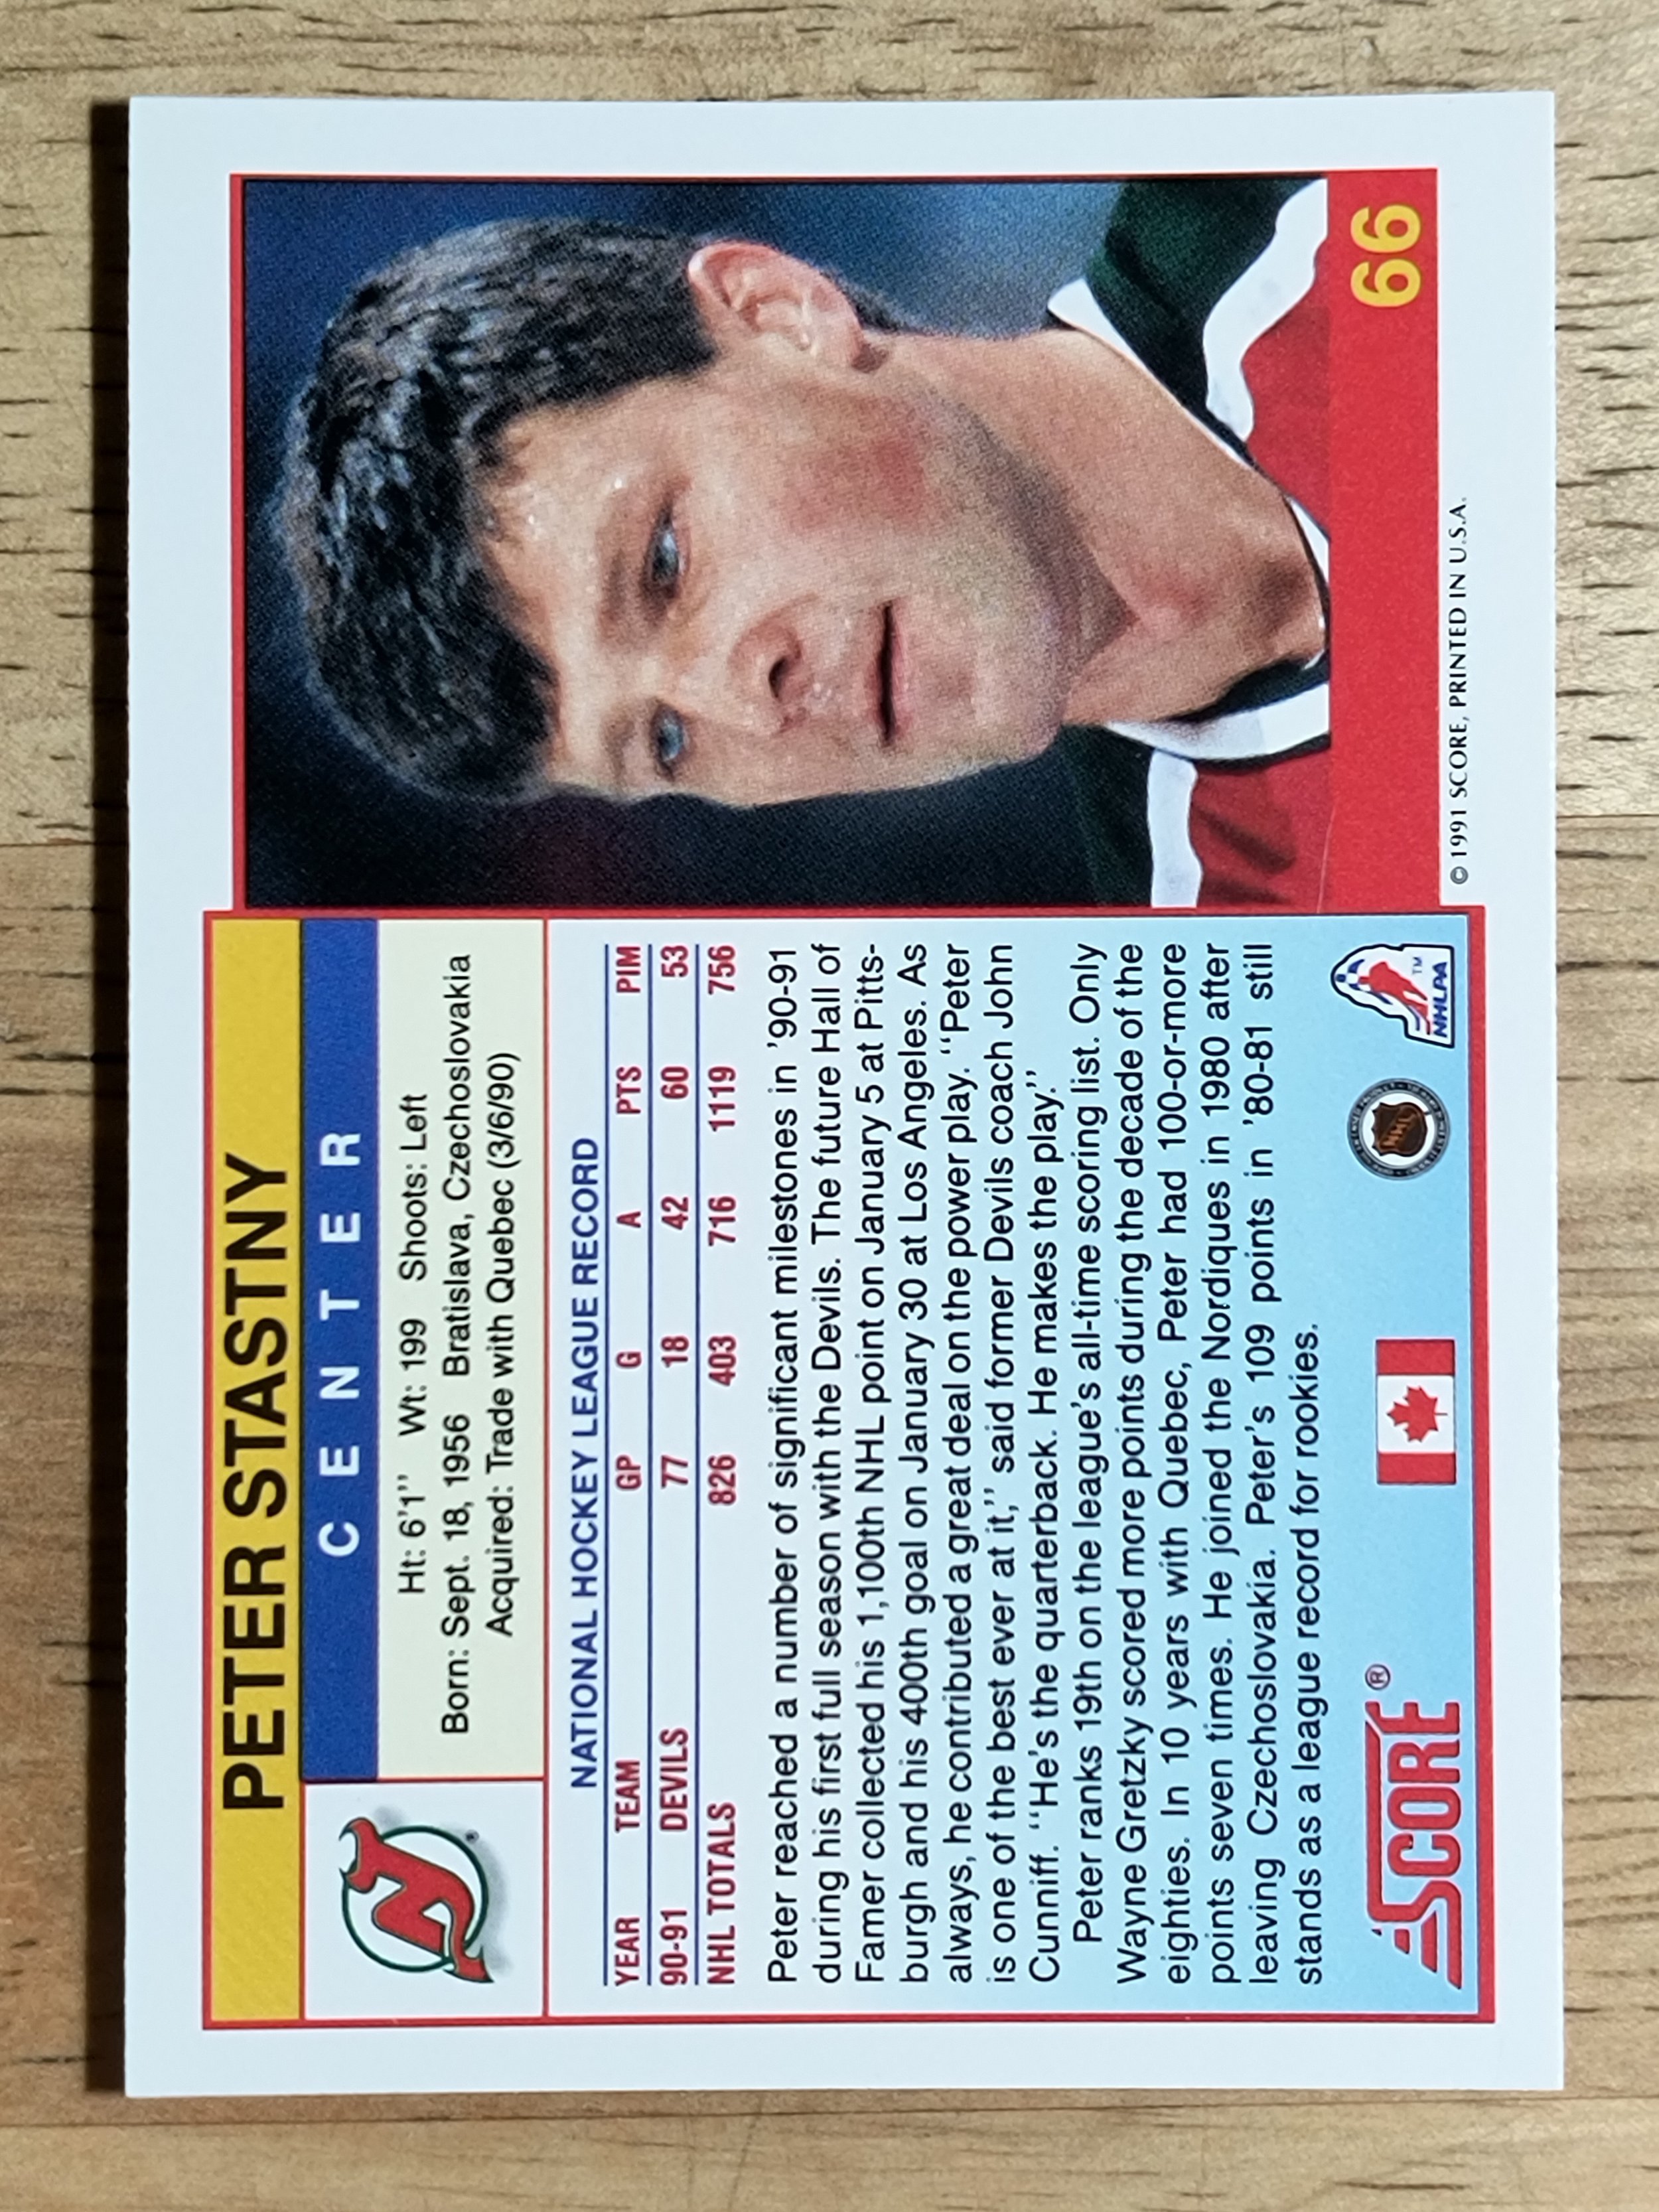 PETER STASTNY
CENTER
Ht: 6'1'' Wt: 199 Shoots: Left
Born: Sept. 18, 1956 Bratislava, Czechoslovakia
Acquired: Trade with Quebec (3/6/90)
NATIONAL HOCKEY LEAGUE RECORD
YEAR TEAM GP G A PTS PIM
90-91 DEVILS 77 18 42 60 53
NHL TOTALS 826 403 716 1119 756
Peter reached a number of significant milestones in '90-91
during his first full season with the Devils. The future Hall of
Famer collected his 1,100th NHL point on January 5 at Pitts-
burgh and his 400th goal on January 30 at Los Angeles. As
always, he contributed a great deal on the power play. ''Peter
is one of the best ever at it,'' said former Devils coach John
Cunniff. ''He's the quarterback. He makes the play.''
Peter ranks 19th on the league's all-time scoring list. Only
Wayne Gretzky scored more points during the decade of the
eighties. In 10 years with Quebec, Peter had 100-or-more
points seven times. He joined the Nordiques in 1980 after
leaving Czechoslovakia. Peter's 109 points in '80-81 still
stands as a league record for rookies.
SCORE®
NHL
NHLPA™
66
© 1991 SCORE, PRINTED IN U.S.A.